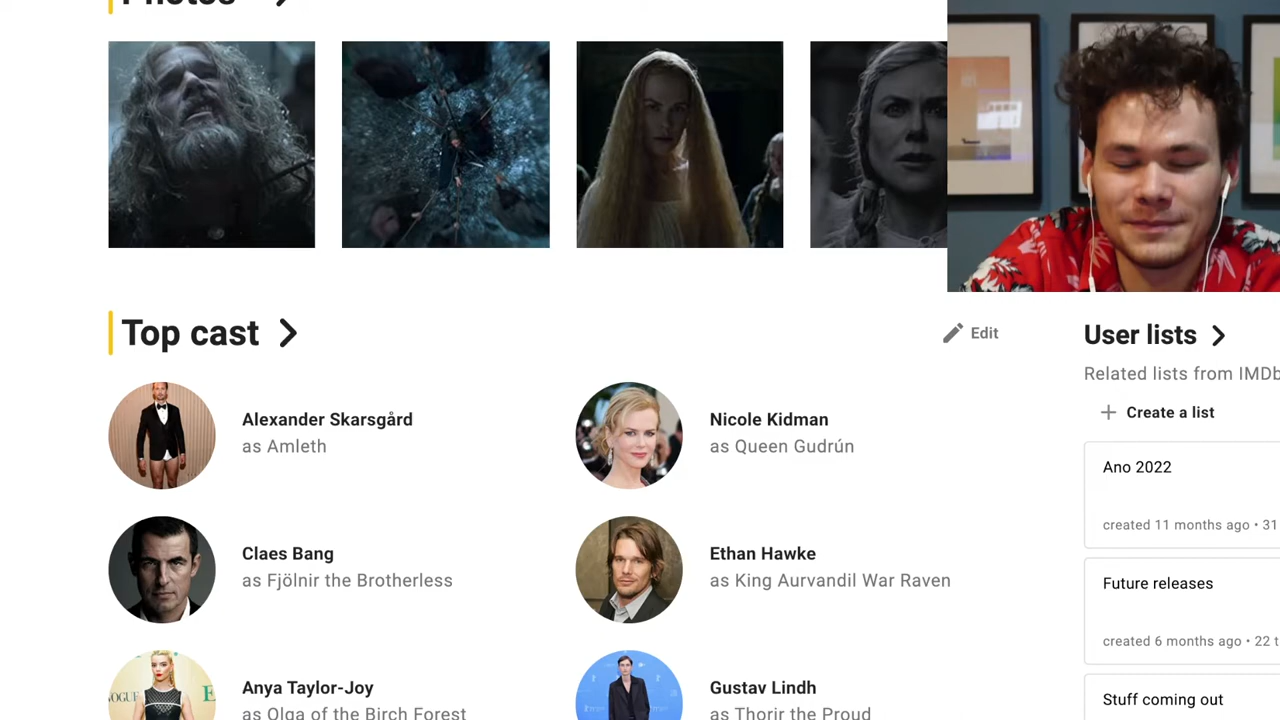 Photos
Top cast
Edit
Alexander Skarsgård
as Amleth
Nicole Kidman
as Queen Gudrún
Claes Bang
as Fjölnir the Brotherless
Ethan Hawke
as King Aurvandil War Raven
Anya Taylor-Joy
as Olga of the Birch Forest
Gustav Lindh
as Thorir the Proud
User lists
Related lists from IMDb
Create a list
Ano 2022
created 11 months ago • 31
Future releases
created 6 months ago • 22
Stuff coming out
OGUE
E